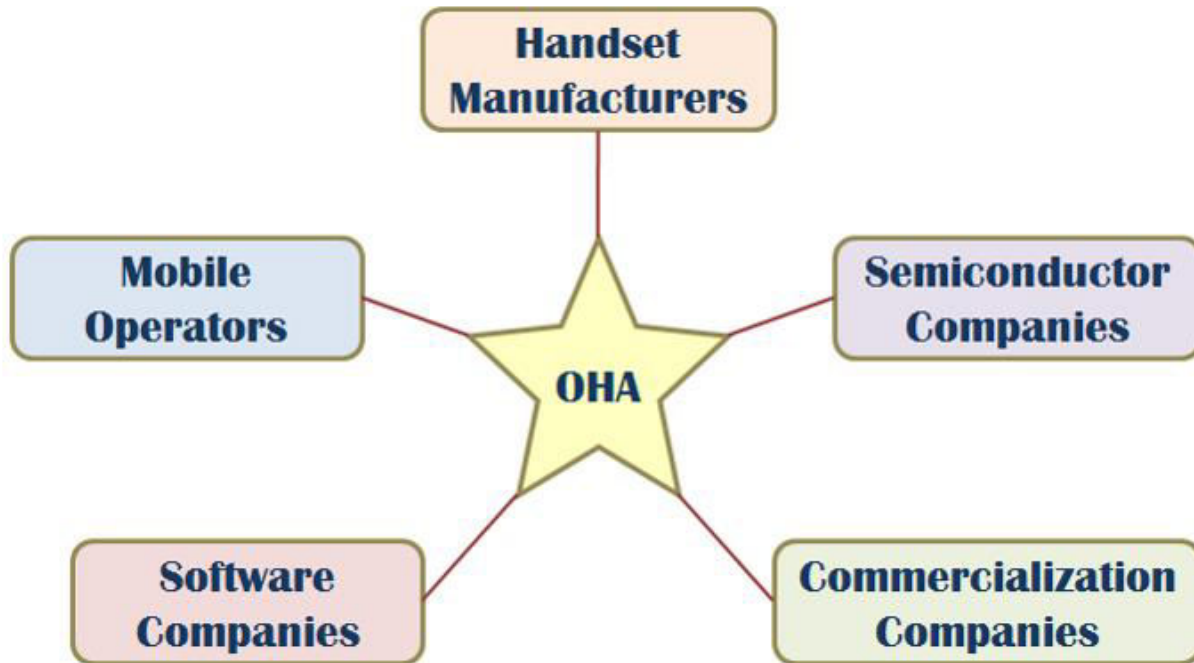 Handset
Manufacturers
Mobile
Operators
Semiconductor
Companies
OHA
Software
Companies
Commercialization
Companies